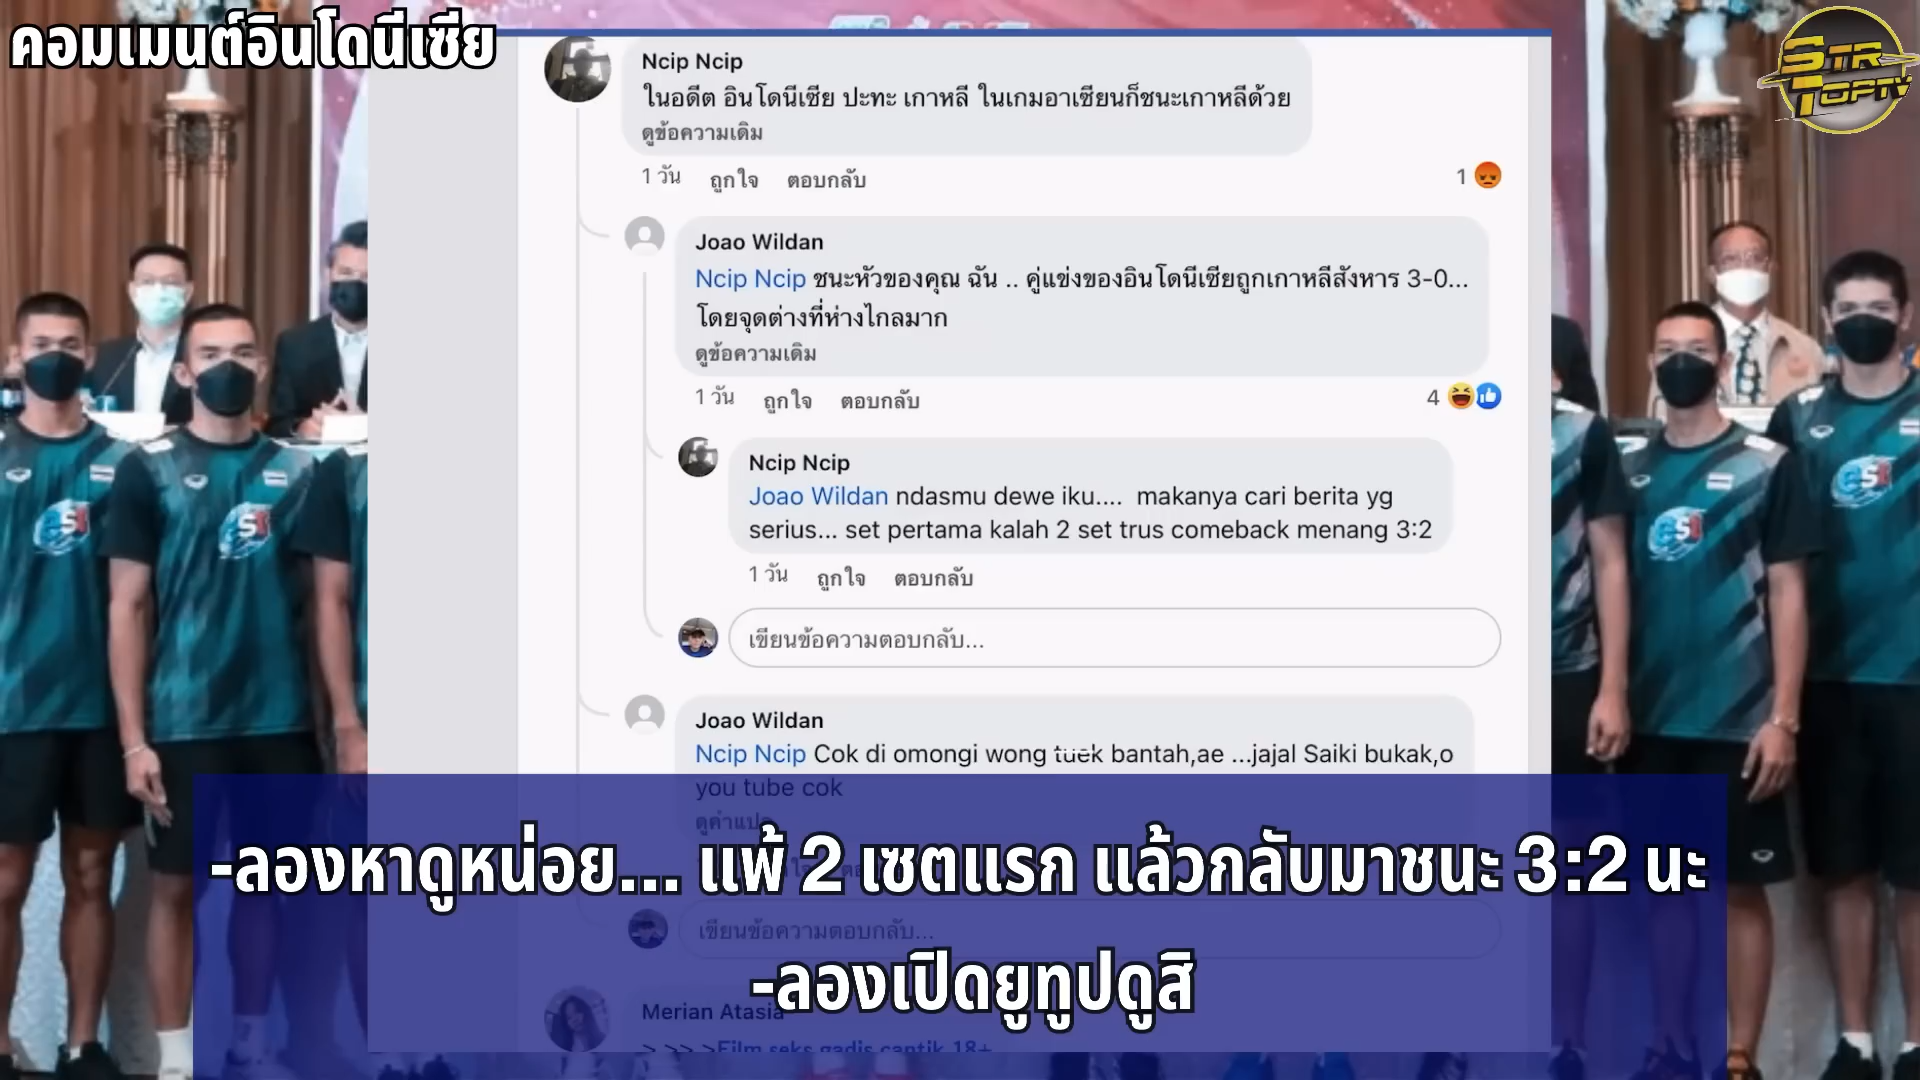 คอมเมนต์อินโดนีเซีย
STR
TOPTV
Ncip Ncip
ในอดีต อินโดนีเซีย ปะทะ เกาหลี ในเกมอาเซียนก็ชนะเกาหลีด้วย
ดูข้อความเดิม
1 วัน ถูกใจ ตอบกลับ 1
Joao Wildan
Ncip Ncip ชนะหัวของคุณ ฉัน .. คู่แข่งของอินโดนีเซียถูกเกาหลีสังหาร 3-0...
โดยจุดต่างที่ห่างไกลมาก
ดูข้อความเดิม
1 วัน ถูกใจ ตอบกลับ 4
Ncip Ncip
Joao Wildan ndasmu dewe iku.... makanya cari berita yg
serius... set pertama kalah 2 set trus comeback menang 3:2
1 วัน ถูกใจ ตอบกลับ
เขียนข้อความตอบกลับ...
Joao Wildan
Ncip Ncip Cok di omongi wong tuek bantah,ae ...jajal Saiki bukak,o
you tube cok
ดูคำแปล
-ลองหาดูหน่อย... แพ้ 2 เซตแรก แล้วกลับมาชนะ 3:2 นะ
เขียนข้อความตอบกลับ...
-ลองเปิดยูทูปดูสิ
Merian Atasia
> >> >Film seks gadis cantik 18+